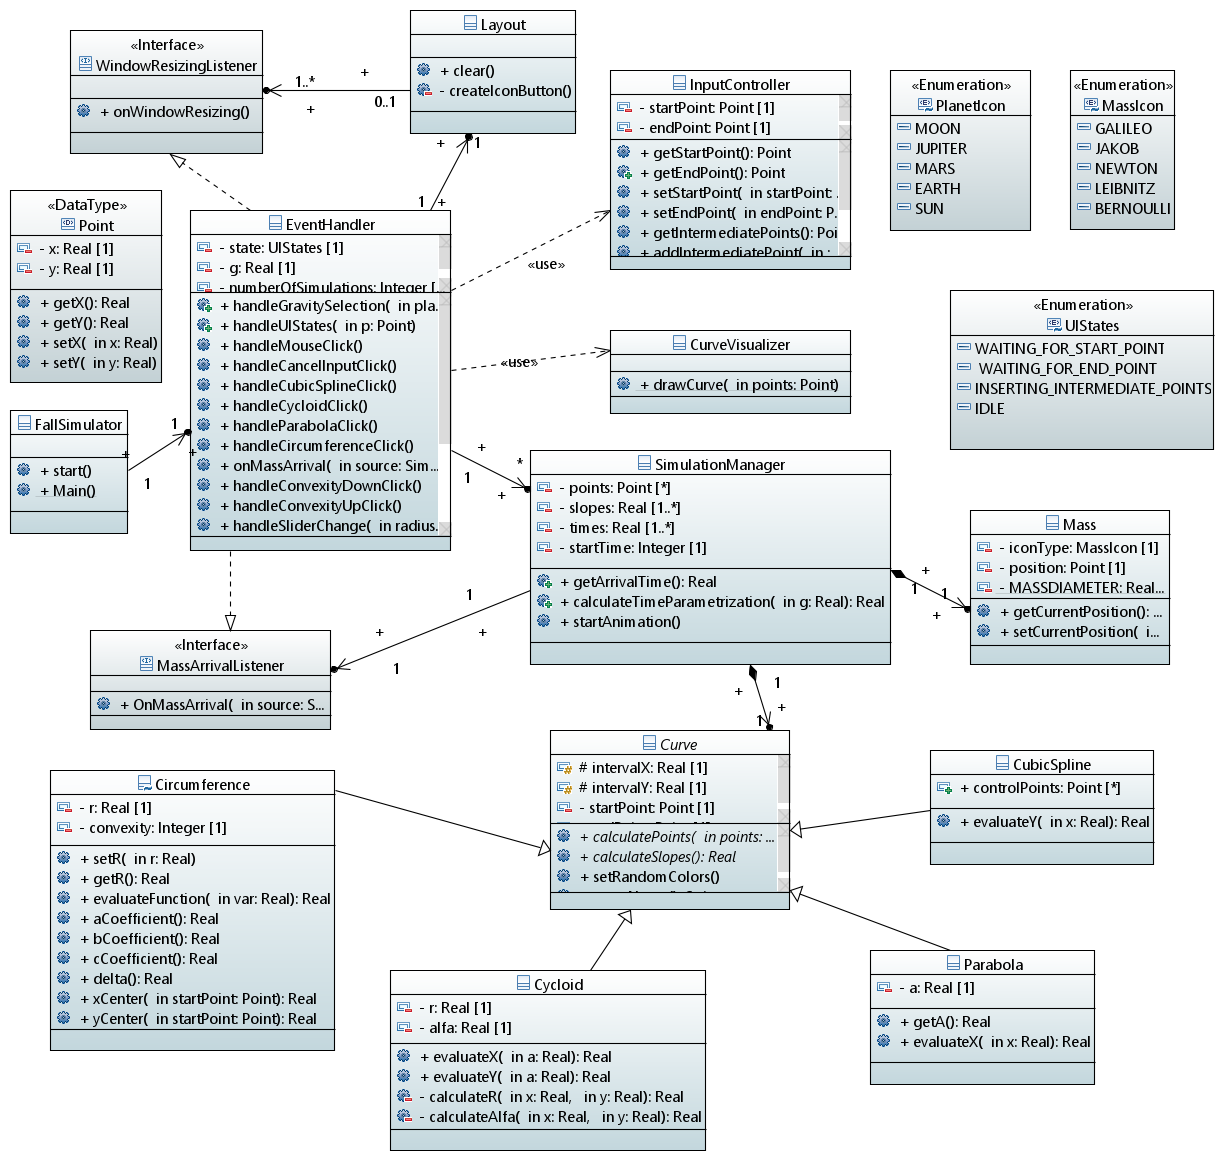 «Interface»
WindowResizingListener
+ onWindowResizing()
1..*
+
+
0..1
Layout
+ clear()
- createIconButton()
+
1
1
+
InputController
- startPoint: Point [1]
- endPoint: Point [1]
+ getStartPoint(): Point
+ getEndPoint(): Point
+ setStartPoint( in startPoint: .
+ setEndPoint( in endPoint: P...
+ getIntermediatePoints(): Poi
+ addIntermediatePoint( in :
«Enumeration»
PlanetIcon
MOON
JUPITER
MARS
EARTH
SUN
«Enumeration»
MassIcon
GALILEO
JAKOB
NEWTON
LEIBNITZ
BERNOULLI
«DataType»
Point
- x: Real [1]
- y: Real [1]
+ getX(): Real
+ getY(): Real
+ setX( in x: Real)
+ setY( in y: Real)
EventHandler
- state: UIStates [1]
- g: Real [1]
- numberOfSimulations: Integer [
+ handleGravitySelection( in pla...
+ handleUIStates( in p: Point)
+ handleMouseClick()
+ handleCancelInputClick()
+ handleCubicSplineClick()
+ handleCycloidClick()
+ handleParabolaClick()
+ handleCircumferenceClick()
+ onMassArrival( in source: Sim...
+ handleConvexityDownClick()
+ handleConvexityUpClick()
+ handleSliderChange( in radius.
«use»
«use»
CurveVisualizer
+ drawCurve( in points: Point)
«Enumeration»
UIStates
WAITING_FOR_START_POINT
WAITING_FOR_END_POINT
INSERTING_INTERMEDIATE_POINTS
IDLE
FallSimulator
+ start()
+ Main()
+
1
1
+
+
1
*
+
SimulationManager
- points: Point [*]
- slopes: Real [1..*]
- times: Real [1..*]
- startTime: Integer [1]
+ getArrivalTime(): Real
+ calculateTimeParametrization( in g: Real): Real
+ startAnimation()
Mass
- iconType: MassIcon [1]
- position: Point [1]
- MASSDIAMETER: Real...
+ getCurrentPosition(): ...
+ setCurrentPosition( i...
+
1
1
+
1
+
+
1
«Interface»
MassArrivalListener
+ OnMassArrival( in source: S...
1
+
+
1
Curve
# intervalX: Real [1]
# intervalY: Real [1]
- startPoint: Point [1]
+ calculatePoints( in points: ...
+ calculateSlopes(): Real
+ setRandomColors()
Circumference
- r: Real [1]
- convexity: Integer [1]
+ setR( in r: Real)
+ getR(): Real
+ evaluateFunction( in var: Real): Real
+ aCoefficient(): Real
+ bCoefficient(): Real
+ cCoefficient(): Real
+ delta(): Real
+ xCenter( in startPoint: Point): Real
+ yCenter( in startPoint: Point): Real
CubicSpline
+ controlPoints: Point [*]
+ evaluateY( in x: Real): Real
Cycloid
- r: Real [1]
- alfa: Real [1]
+ evaluateX( in a: Real): Real
+ evaluateY( in a: Real): Real
- calculateR( in x: Real, in y: Real): Real
- calculateAlfa( in x: Real, in y: Real): Real
Parabola
- a: Real [1]
+ getA(): Real
+ evaluateX( in x: Real): Real